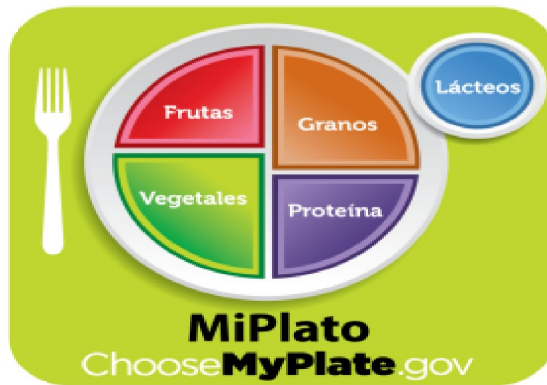 Lácteos
Frutas
Granos
Vegetales
Proteína
MiPlato
ChooseMyPlate.gov